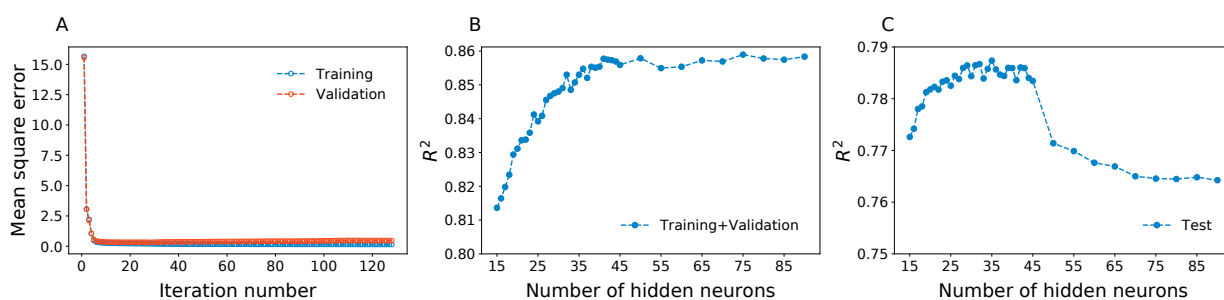 A
Mean square error
15.0
12.5
10.0
7.5
5.0
2.5
0.0
Training
Validation
0 20 40 60 80 100 120
Iteration number
B
R²
0.86
0.85
0.84
0.83
0.82
0.81
0.80
Training+Validation
15 25 35 45 55 65 75 85
Number of hidden neurons
C
R²
0.79
0.78
0.77
0.76
0.75
Test
15 25 35 45 55 65 75 85
Number of hidden neurons